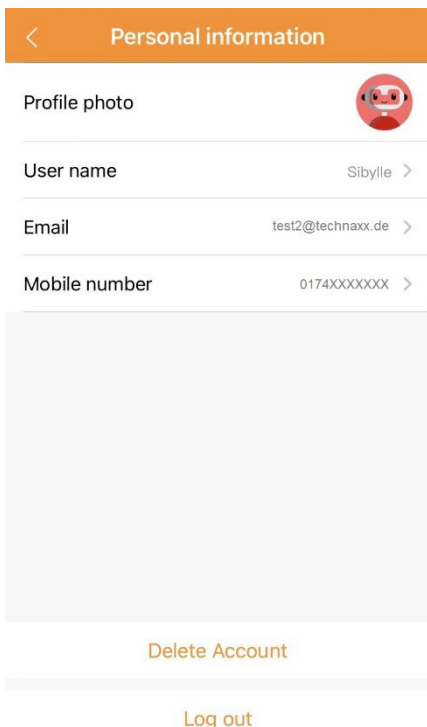 Personal information
Profile photo
User name Sibylle
Email test2@technaxx.de
Mobile number 0174XXXXXXX
Delete Account
Log out